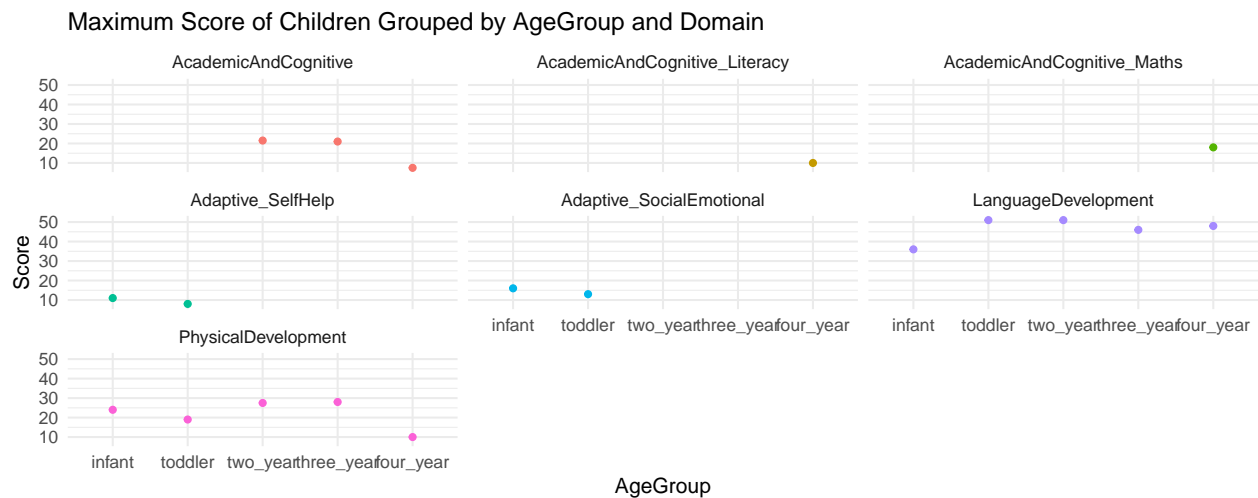 Maximum Score of Children Grouped by AgeGroup and Domain
AcademicAndCognitive AcademicAndCognitive_Literacy AcademicAndCognitive_Maths
50
40
30
20
10
Adaptive_SelfHelp Adaptive_SocialEmotional LanguageDevelopment
Score
50
40
30
20
10
infant toddler two_year three_year four_year infant toddler two_year three_year four_year
PhysicalDevelopment
50
40
30
20
10
infant toddler two_year three_year four_year
AgeGroup